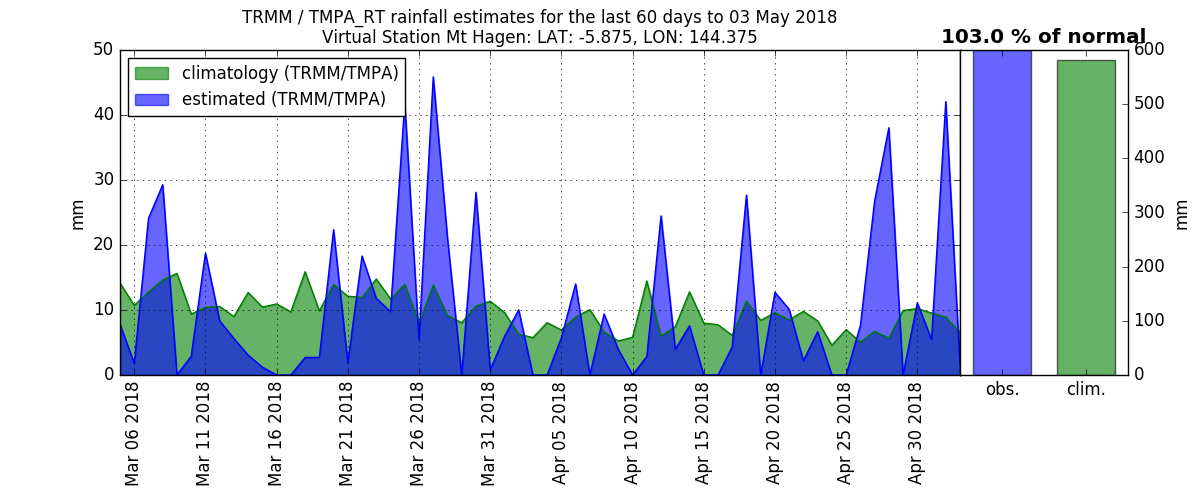 TRMM / TMPA_RT rainfall estimates for the last 60 days to 03 May 2018
Virtual Station Mt Hagen: LAT: -5.875, LON: 144.375
103.0 % of normal
climatology (TRMM/TMPA)
estimated (TRMM/TMPA)
50
40
30
20
10
0
mm
Mar 06 2018
Mar 11 2018
Mar 16 2018
Mar 21 2018
Mar 26 2018
Mar 31 2018
Apr 05 2018
Apr 10 2018
Apr 15 2018
Apr 20 2018
Apr 25 2018
Apr 30 2018
obs.
clim.
600
500
400
300
200
100
0
mm